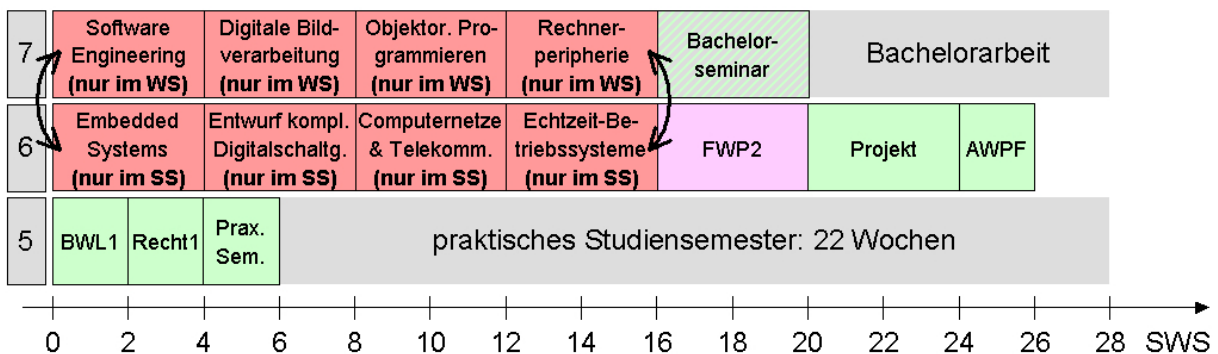 7
Software
Engineering
(nur im WS)
Digitale Bild-
verarbeitung
(nur im WS)
Objektor. Pro-
grammieren
(nur im WS)
Rechner-
peripherie
(nur im WS)
Bachelor-
seminar
Bachelorarbeit
6
Embedded
Systems
(nur im SS)
Entwurf kompl.
Digitalschaltg.
(nur im SS)
Computernetze
& Telekomm.
(nur im SS)
Echtzeit-Be-
triebssysteme
(nur im SS)
FWP2
Projekt
AWPF
5
BWL1
Recht1
Prax.
Sem.
praktisches Studiensemester: 22 Wochen
0 2 4 6 8 10 12 14 16 18 20 22 24 26 28 SWS